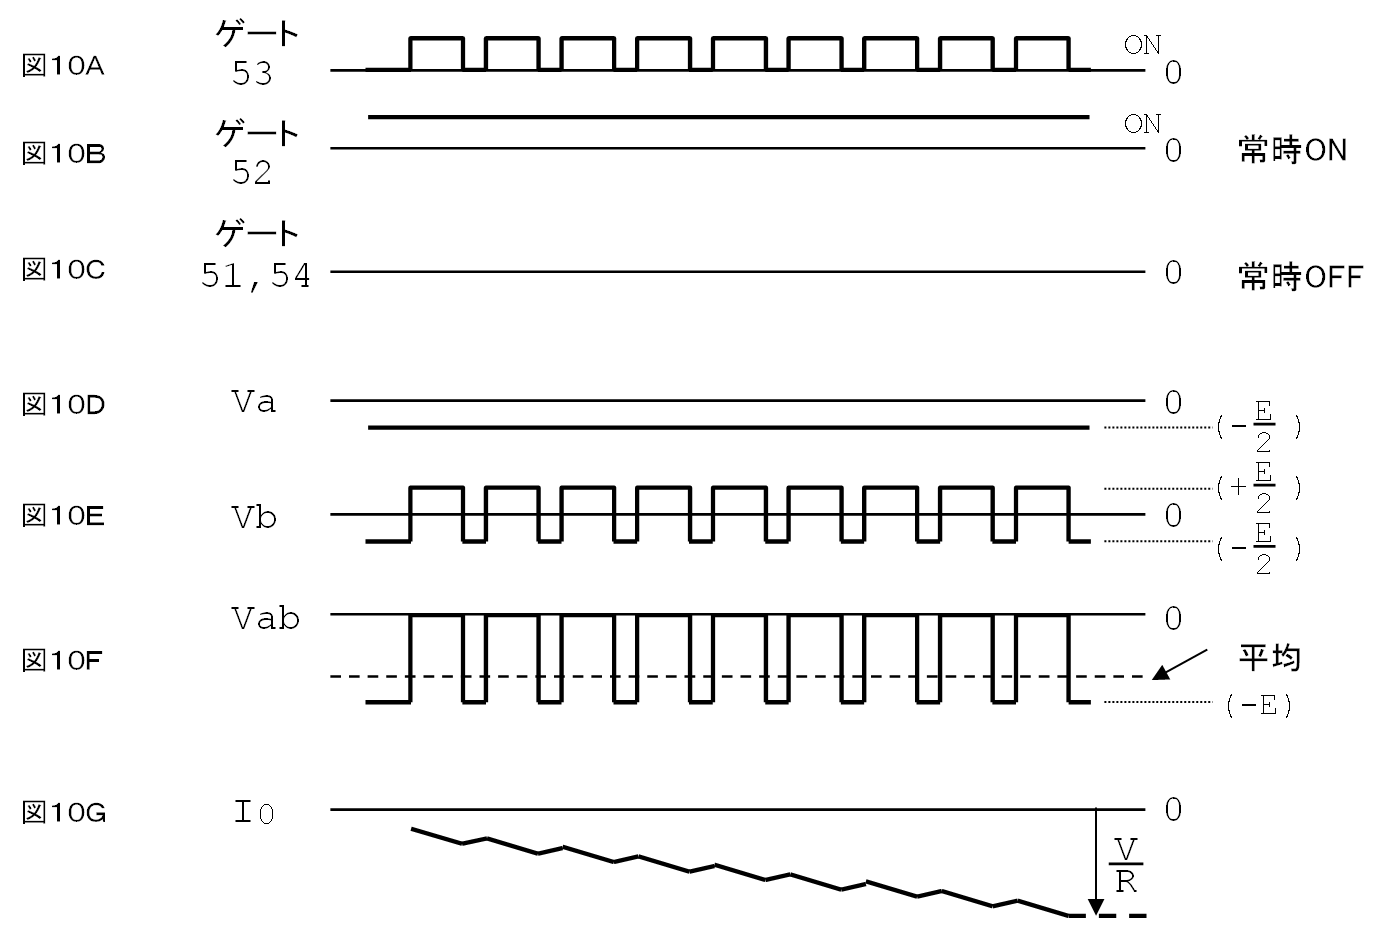 図10A
ゲート
53
ON
0
図10B
ゲート
52
ON
0
常時ON
図10C
ゲート
51,54
0
常時OFF
図10D
Va
0
(-E/2)
図10E
Vb
(+E/2)
0
(-E/2)
図10F
Vab
0
平均
(-E)
図10G
I0
0
V/R